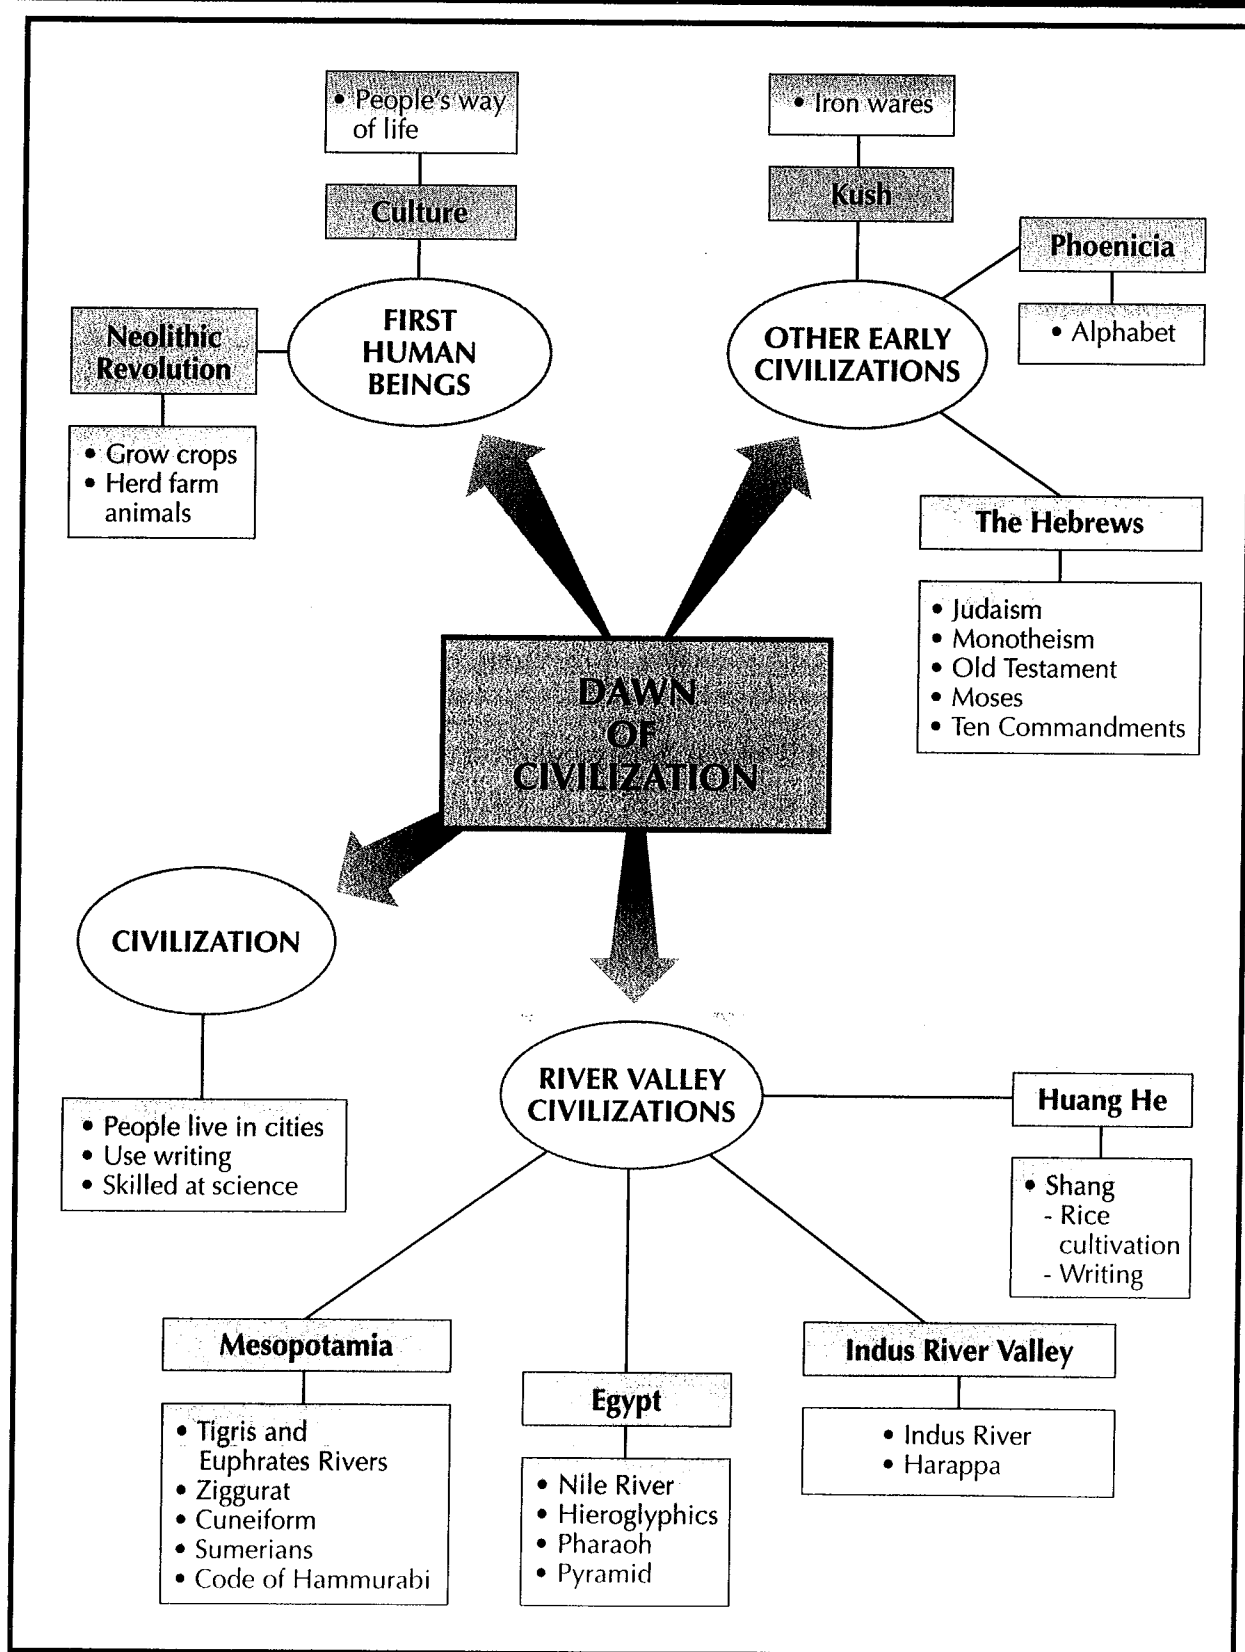 • People's way
of life
Culture
Neolithic
Revolution
• Grow crops
• Herd farm
animals
FIRST
HUMAN
BEINGS
• Iron wares
Kush
Phoenicia
• Alphabet
OTHER EARLY
CIVILIZATIONS
The Hebrews
• Judaism
• Monotheism
• Old Testament
• Moses
• Ten Commandments
DAWN
OF
CIVILIZATION
CIVILIZATION
• People live in cities
• Use writing
• Skilled at science
RIVER VALLEY
CIVILIZATIONS
Huang He
• Shang
- Rice
cultivation
- Writing
Mesopotamia
• Tigris and
Euphrates Rivers
• Ziggurat
• Cuneiform
• Sumerians
• Code of Hammurabi
Egypt
• Nile River
• Hieroglyphics
• Pharaoh
• Pyramid
Indus River Valley
• Indus River
• Harappa